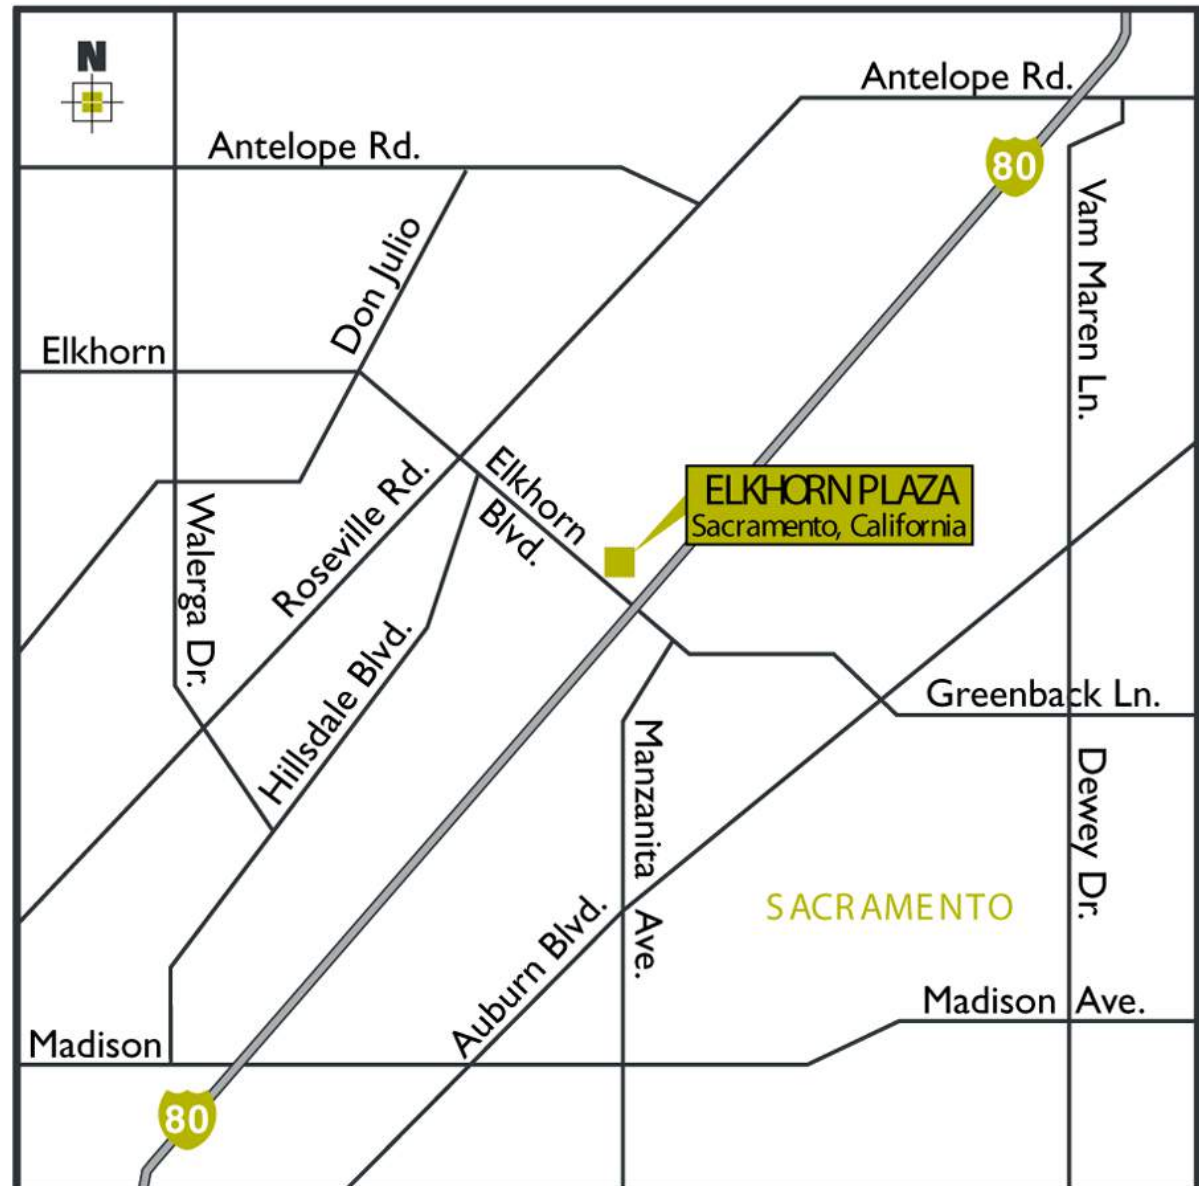 N
Antelope Rd.
Antelope Rd.
80
Don Julio
Vam Maren Ln.
Elkhorn
Elkhorn
Blvd.
ELKHORN PLAZA
Sacramento, California
Roseville Rd.
Walerga Dr.
Hillsdale Blvd.
Greenback Ln.
Manzanita Ave.
Dewey Dr.
SACRAMENTO
Auburn Blvd.
Madison Ave.
Madison
80